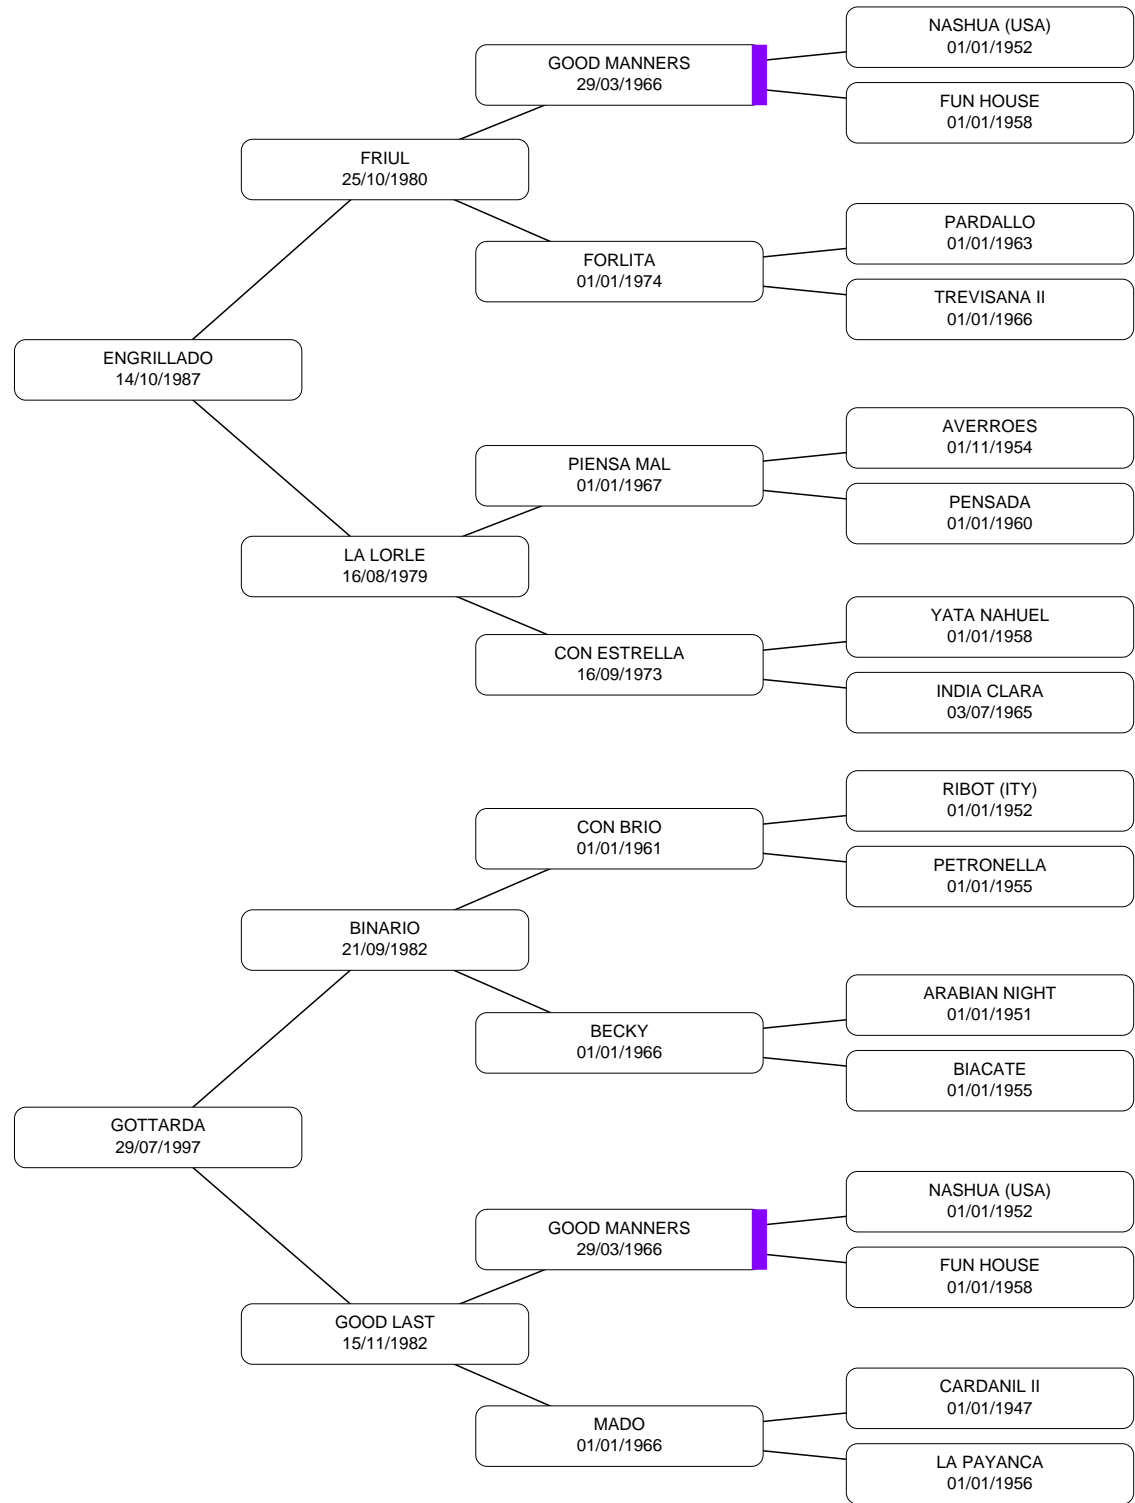 NASHUA (USA)
01/01/1952
GOOD MANNERS
29/03/1966
FUN HOUSE
01/01/1958
FRIUL
25/10/1980
PARDALLO
01/01/1963
FORLITA
01/01/1974
TREVISANA II
01/01/1966
ENGRILLADO
14/10/1987
AVERROES
01/11/1954
PIENSA MAL
01/01/1967
PENSADA
01/01/1960
LA LORLE
16/08/1979
YATA NAHUEL
01/01/1958
CON ESTRELLA
16/09/1973
INDIA CLARA
03/07/1965
RIBOT (ITY)
01/01/1952
CON BRIO
01/01/1961
PETRONELLA
01/01/1955
BINARIO
21/09/1982
ARABIAN NIGHT
01/01/1951
BECKY
01/01/1966
BIACATE
01/01/1955
GOTTARDA
29/07/1997
NASHUA (USA)
01/01/1952
GOOD MANNERS
29/03/1966
FUN HOUSE
01/01/1958
GOOD LAST
15/11/1982
CARDANIL II
01/01/1947
MADO
01/01/1966
LA PAYANCA
01/01/1956